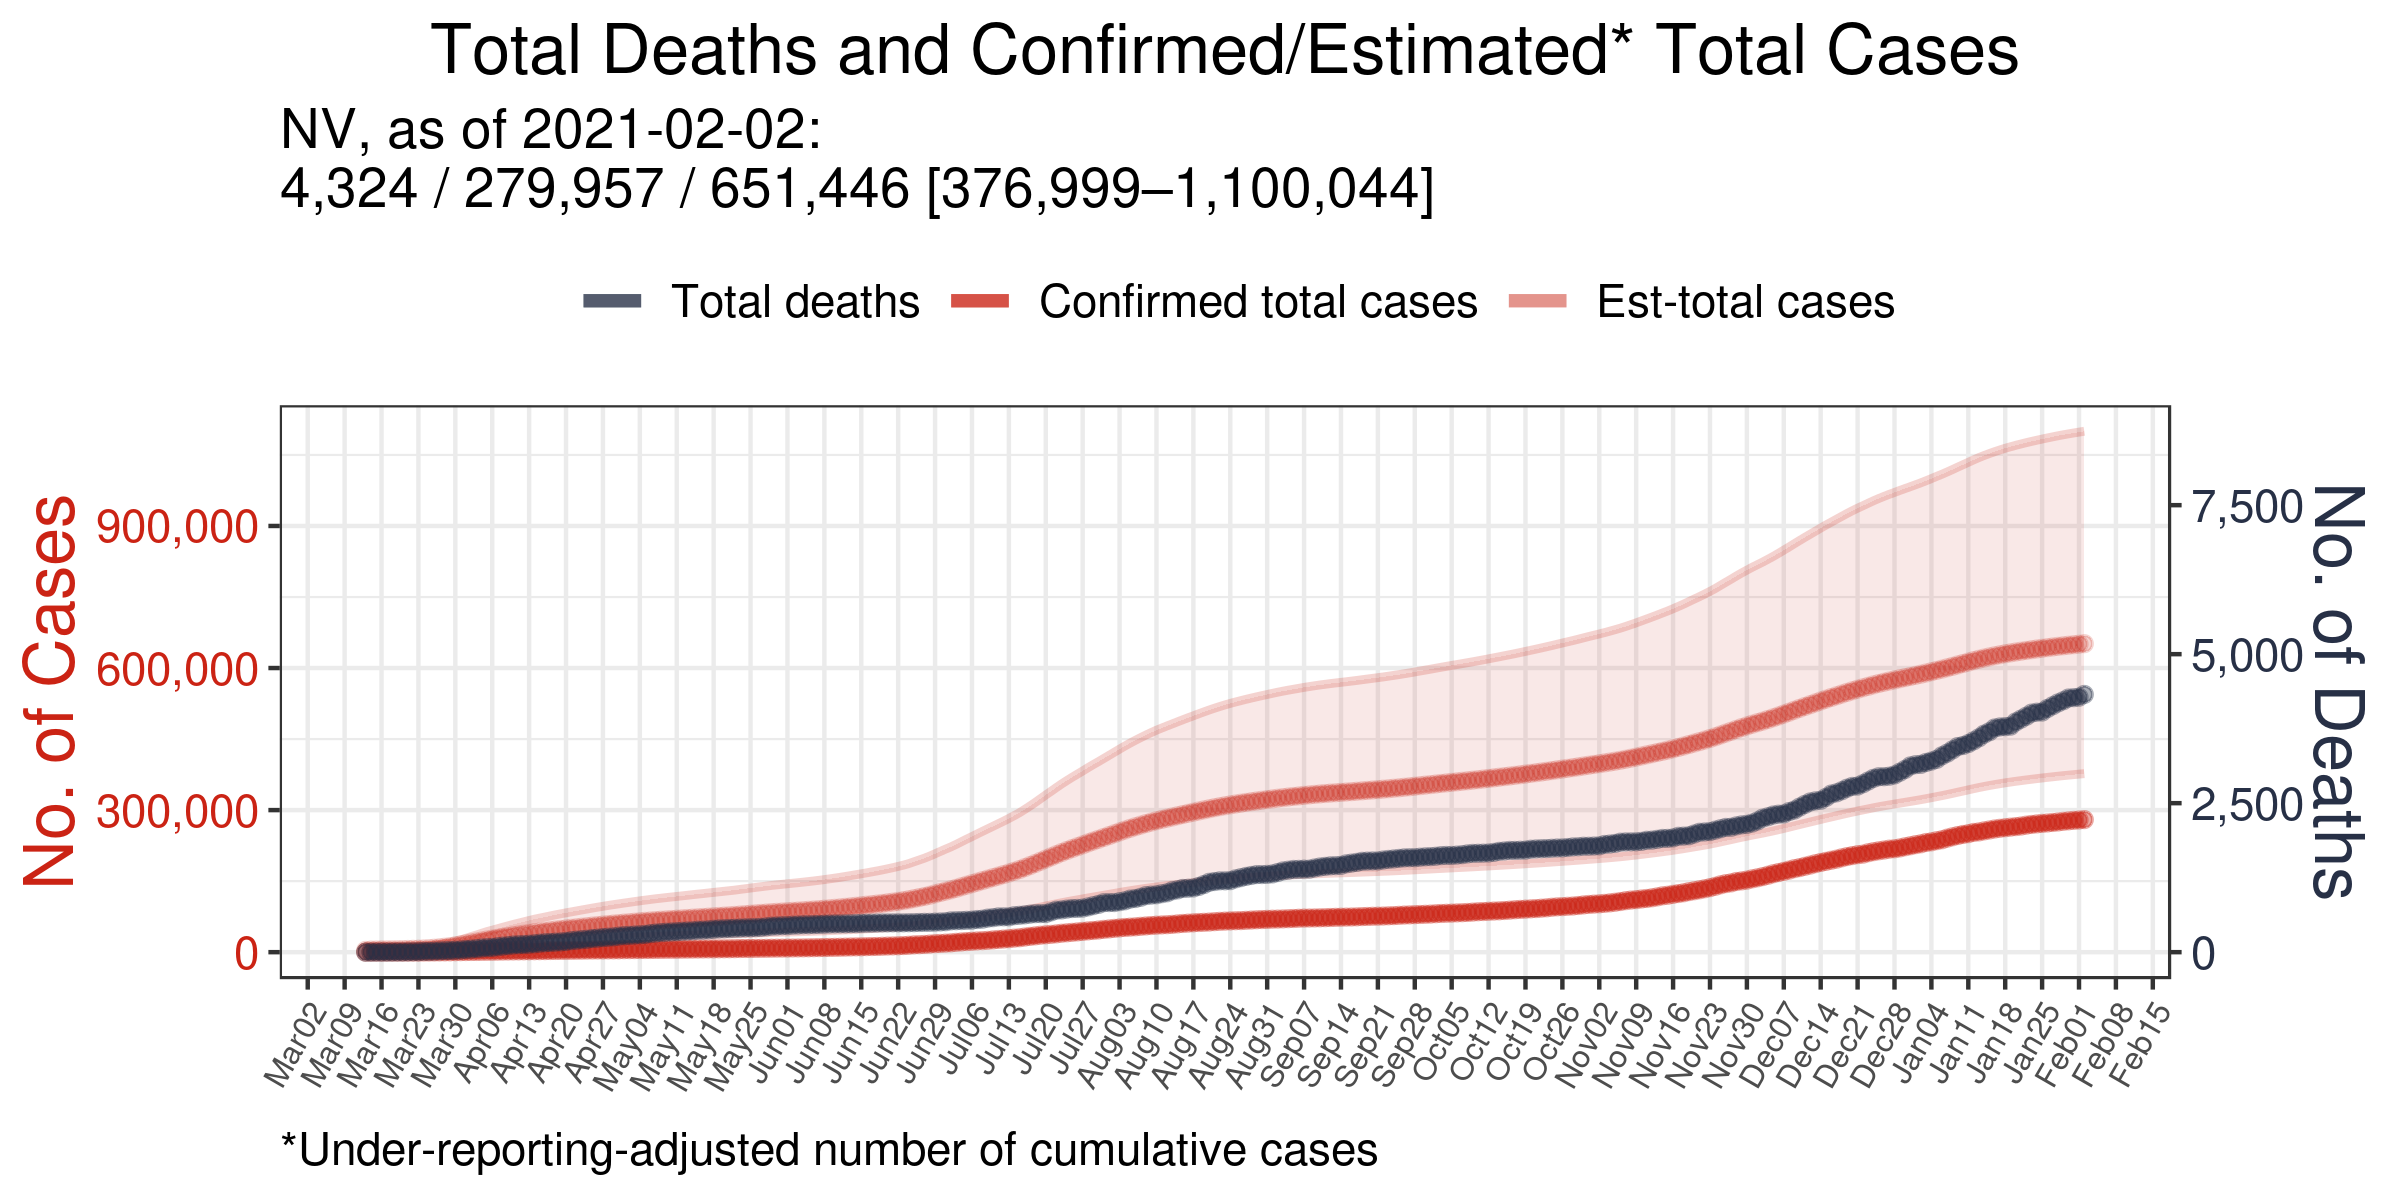 Total Deaths and Confirmed/Estimated* Total Cases
NV, as of 2021-02-02:
4,324 / 279,957 / 651,446 [376,999–1,100,044]
Total deaths
Confirmed total cases
Est-total cases
No. of Cases
900,000
600,000
300,000
0
7,500
5,000
2,500
0
No. of Deaths
Mar02
Mar09
Mar16
Mar23
Mar30
Apr06
Apr13
Apr20
Apr27
May04
May11
May18
May25
Jun01
Jun08
Jun15
Jun22
Jun29
Jul06
Jul13
Jul20
Jul27
Aug03
Aug10
Aug17
Aug24
Aug31
Sep07
Sep14
Sep21
Sep28
Oct05
Oct12
Oct19
Oct26
Nov02
Nov09
Nov16
Nov23
Nov30
Dec07
Dec14
Dec21
Dec28
Jan04
Jan11
Jan18
Jan25
Feb01
Feb08
Feb15
*Under-reporting-adjusted number of cumulative cases